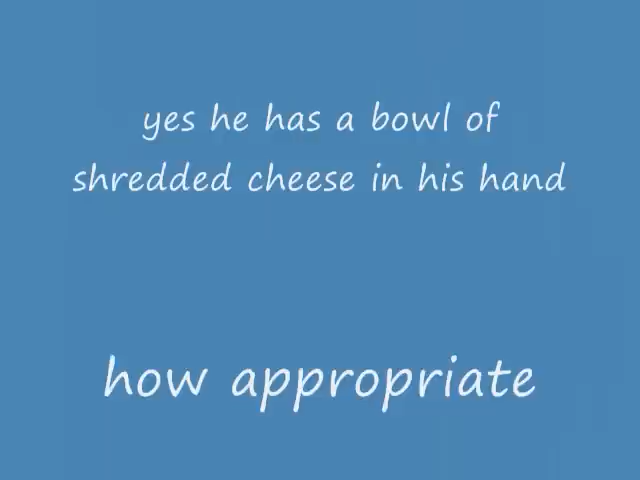 yes he has a bowl of
shredded cheese in his hand
how appropriate